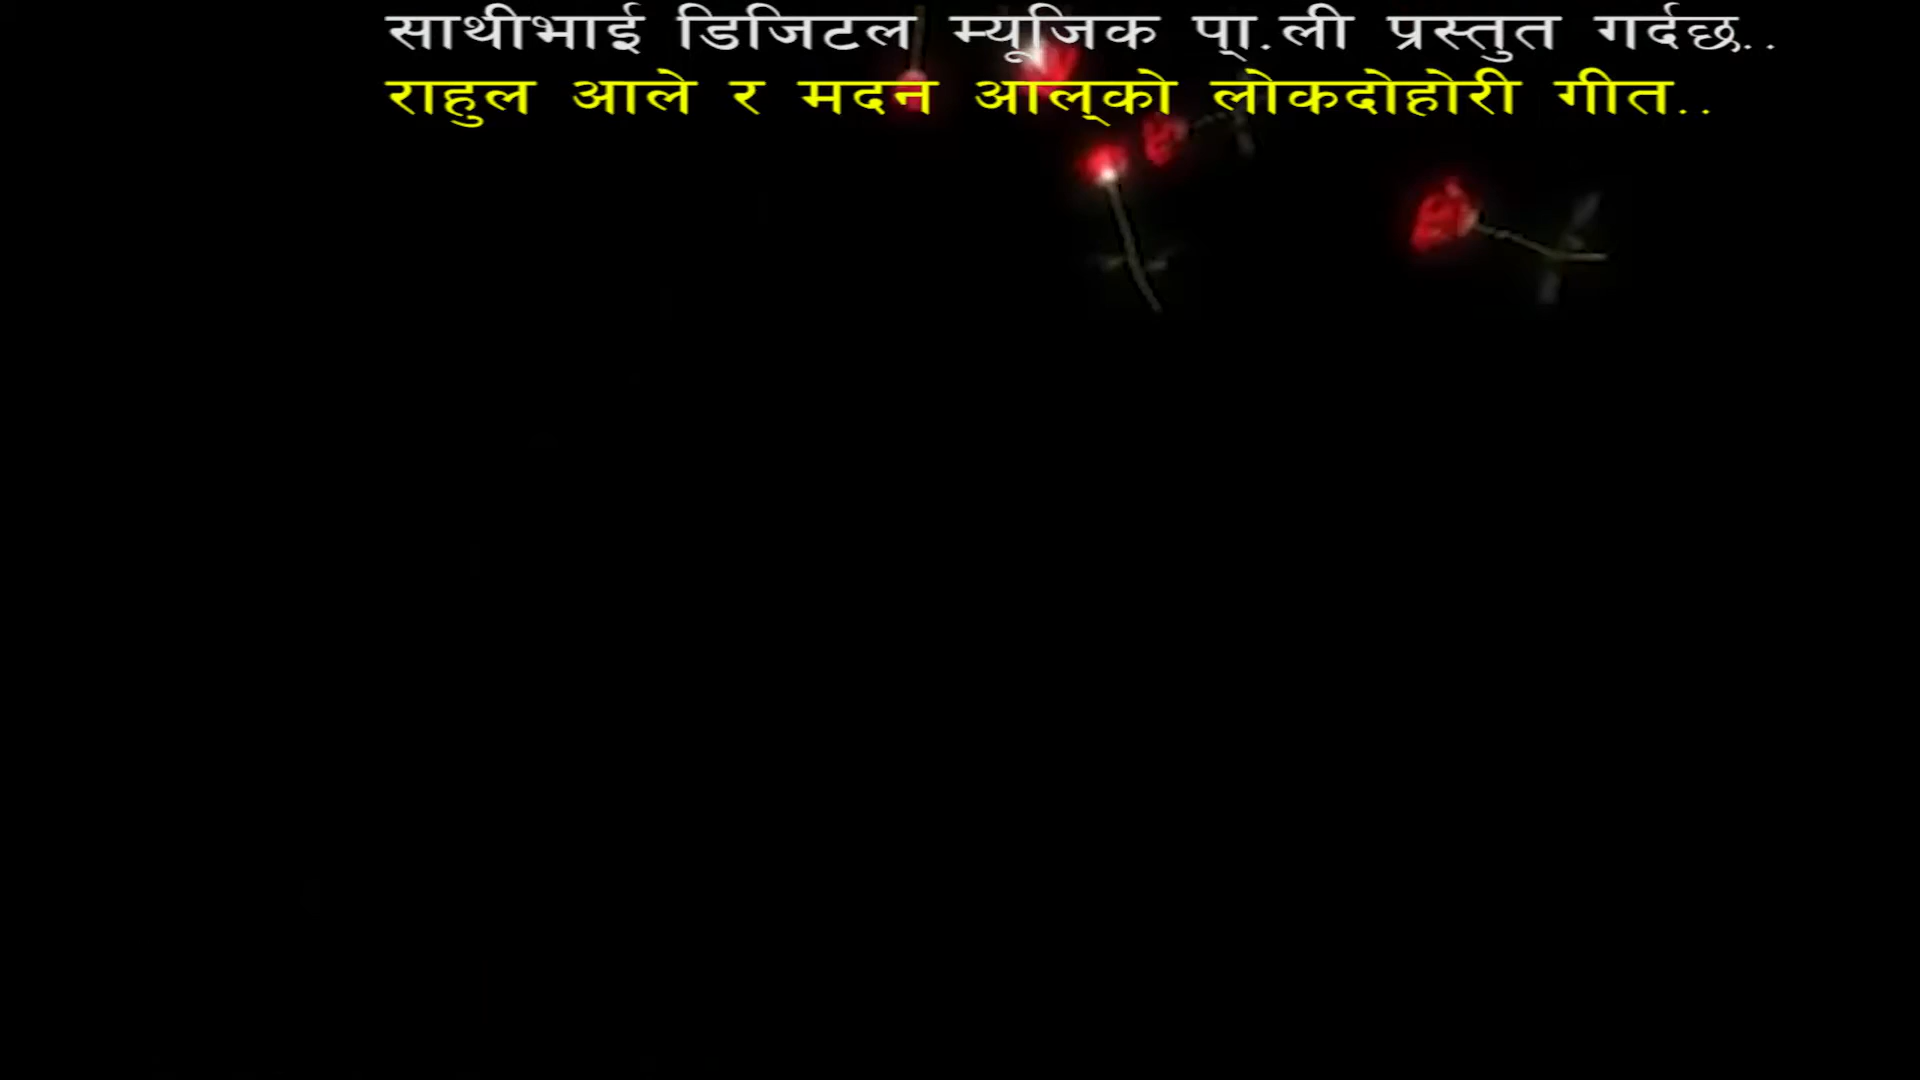 साथीभाई डिजिटल म्यूजिक पा्.ली प्रस्तुत गर्दछ..
राहुल आले र मदन आल्को लोकदोहोरी गीत..